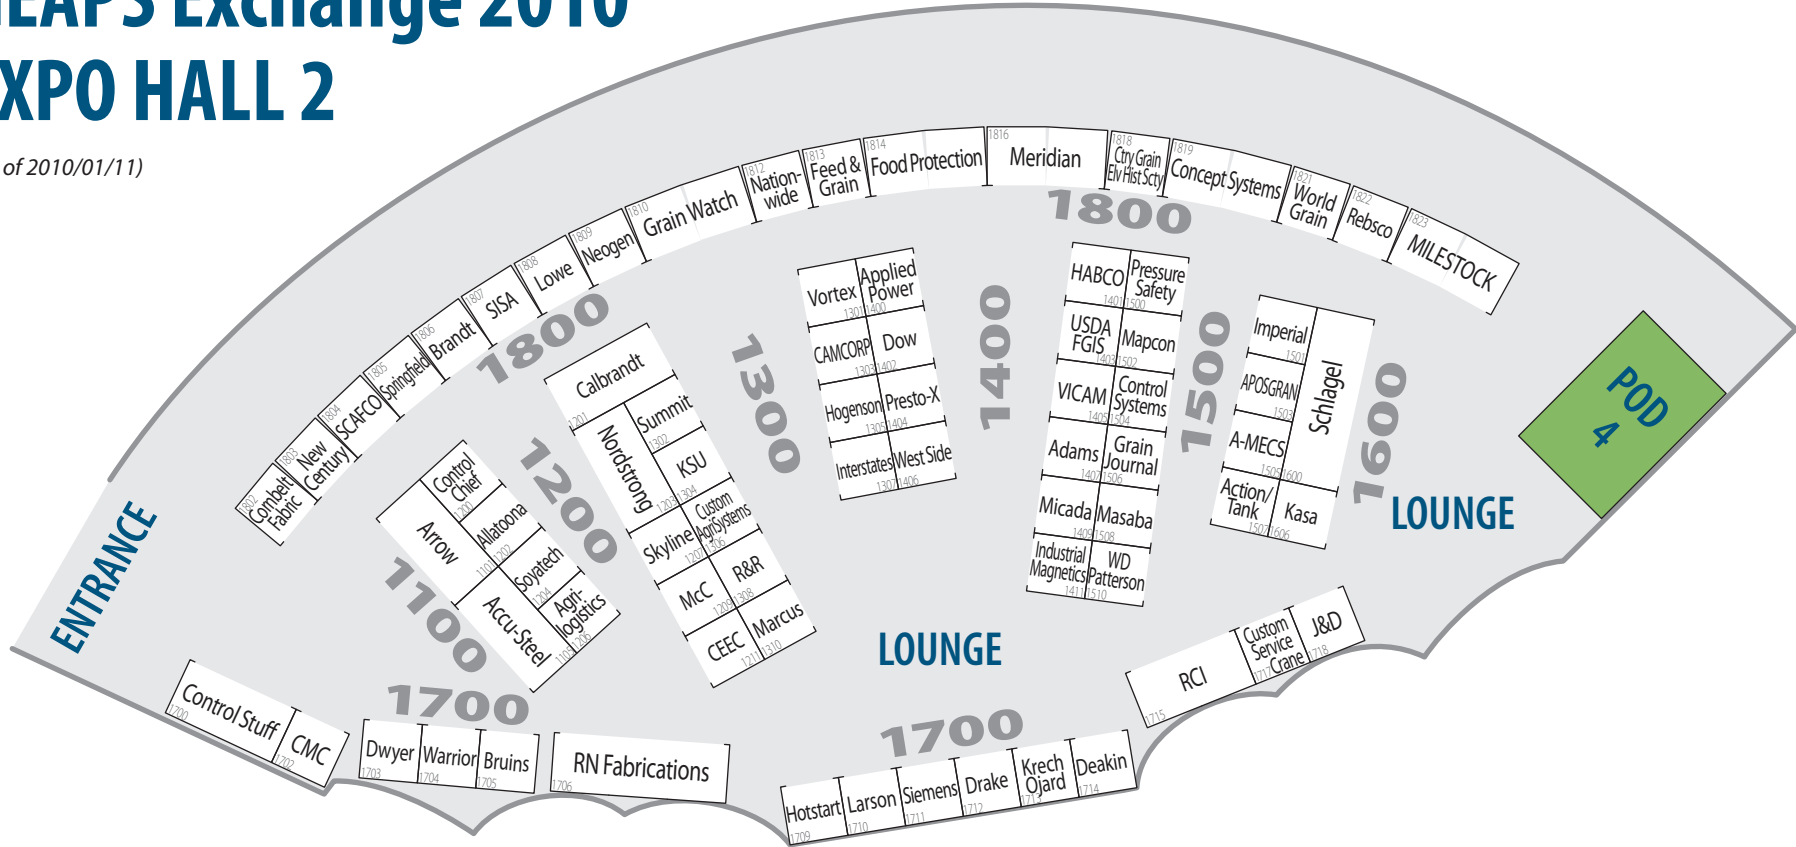 HEAPS Exchange 2010
XPO HALL 2
of 2010/01/11)
ENTRANCE
1802
Cornbelt
Fabric
1803
New
Century
1804
SCAFCO
1805
Springfield
1806
Brandt
1807
SISA
1808
Lowe
1809
Neogen
1810
Grain Watch
1812
Nation-
wide
1813
Feed &
Grain
1814
Food Protection
1816
Meridian
1818
Ctry Grain
Elv Hist Scty
1819
Concept Systems
1821
World
Grain
1822
Rebsco
1823
MILESTOCK
1800
1800
Control
Chief
1200
Arrow
1101
Allatoona
1202
Soyatech
1204
Accu-Steel
1105
Agri-
logistics
1206
1100
1200
Calbrandt
1201
Summit
1302
Nordstrong
1203
KSU
1304
Skyline
1207
Custom
AgriSystems
1306
McC
1209
R&R
1308
CEEC
1211
Marcus
1310
1300
Vortex
1301
Applied
Power
1400
CAMCORP
1303
Dow
1402
Hogenson
1305
Presto-X
1404
Interstates
1307
West Side
1406
1400
HABCO
1401
Pressure
Safety
1500
USDA
FGIS
1403
Mapcon
1502
VICAM
1405
Control
Systems
1504
Adams
1407
Grain
Journal
1506
Micada
1409
Masaba
1508
Industrial
Magnetics
1411
WD
Patterson
1510
1500
Imperial
1501
Schlagel
1600
APOSGRAN
1503
A-MECS
1505
Action/
Tank
1507
Kasa
1606
1600
POD
4
LOUNGE
LOUNGE
1700
Control Stuff
1700
CMC
1702
Dwyer
1703
Warrior
1704
Bruins
1705
RN Fabrications
1706
1700
Hotstart
1709
Larson
1710
Siemens
1711
Drake
1712
Krech
Ojard
1713
Deakin
1714
RCI
1715
Custom
Service
Crane
1717
J&D
1718